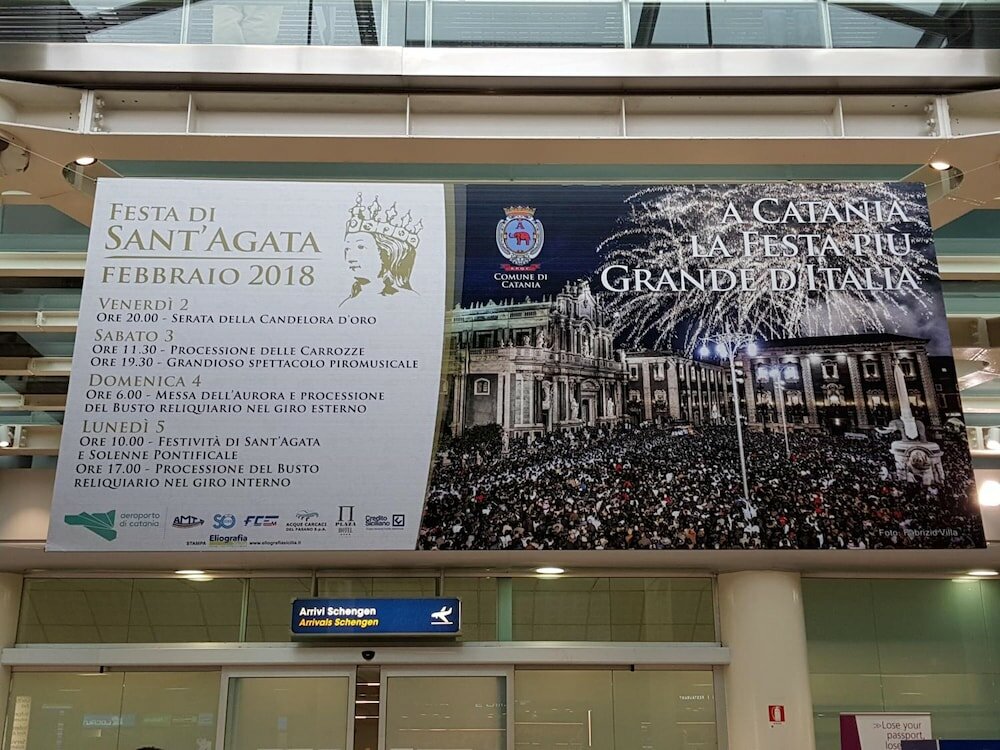 FESTA DI
SANT'AGATA
FEBBRAIO 2018
VENERDÌ 2
ORE 20.00 - SERATA DELLA CANDELORA D'ORO
SABATO 3
ORE 11.30 - PROCESSIONE DELLE CARROZZE
ORE 19.30 - GRANDIOSO SPETTACOLO PIROMUSICALE
DOMENICA 4
ORE 6.00 - MESSA DELL'AURORA E PROCESSIONE
DEL BUSTO RELIQUIARIO NEL GIRO ESTERNO
LUNEDÌ 5
ORE 10.00 - FESTIVITÀ DI SANT'AGATA
E SOLENNE PONTIFICALE
ORE 17.00 - PROCESSIONE DEL BUSTO
RELIQUIARIO NEL GIRO INTERNO
aeroporto
di catania
AMT
FCE
ACQUE CARCACI
DEL FASANO S.p.A.
PLAZA
HOTEL
Credito
Siciliano
STAMPA
Eliografia
www.eliografiasicilia.it
A
COMUNE DI
CATANIA
A CATANIA
LA FESTA PIÙ
GRANDE D'ITALIA
Foto: Fabrizio Villa
Arrivi Schengen
Arrivals Schengen
>>Lose your
passport,